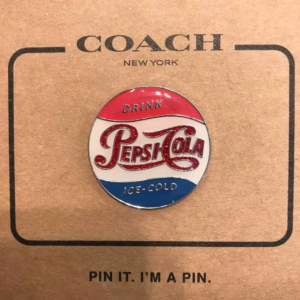 COACH
NEW YORK
DRINK
PEPSI-COLA
ICE-COLD
PIN IT. I'M A PIN.